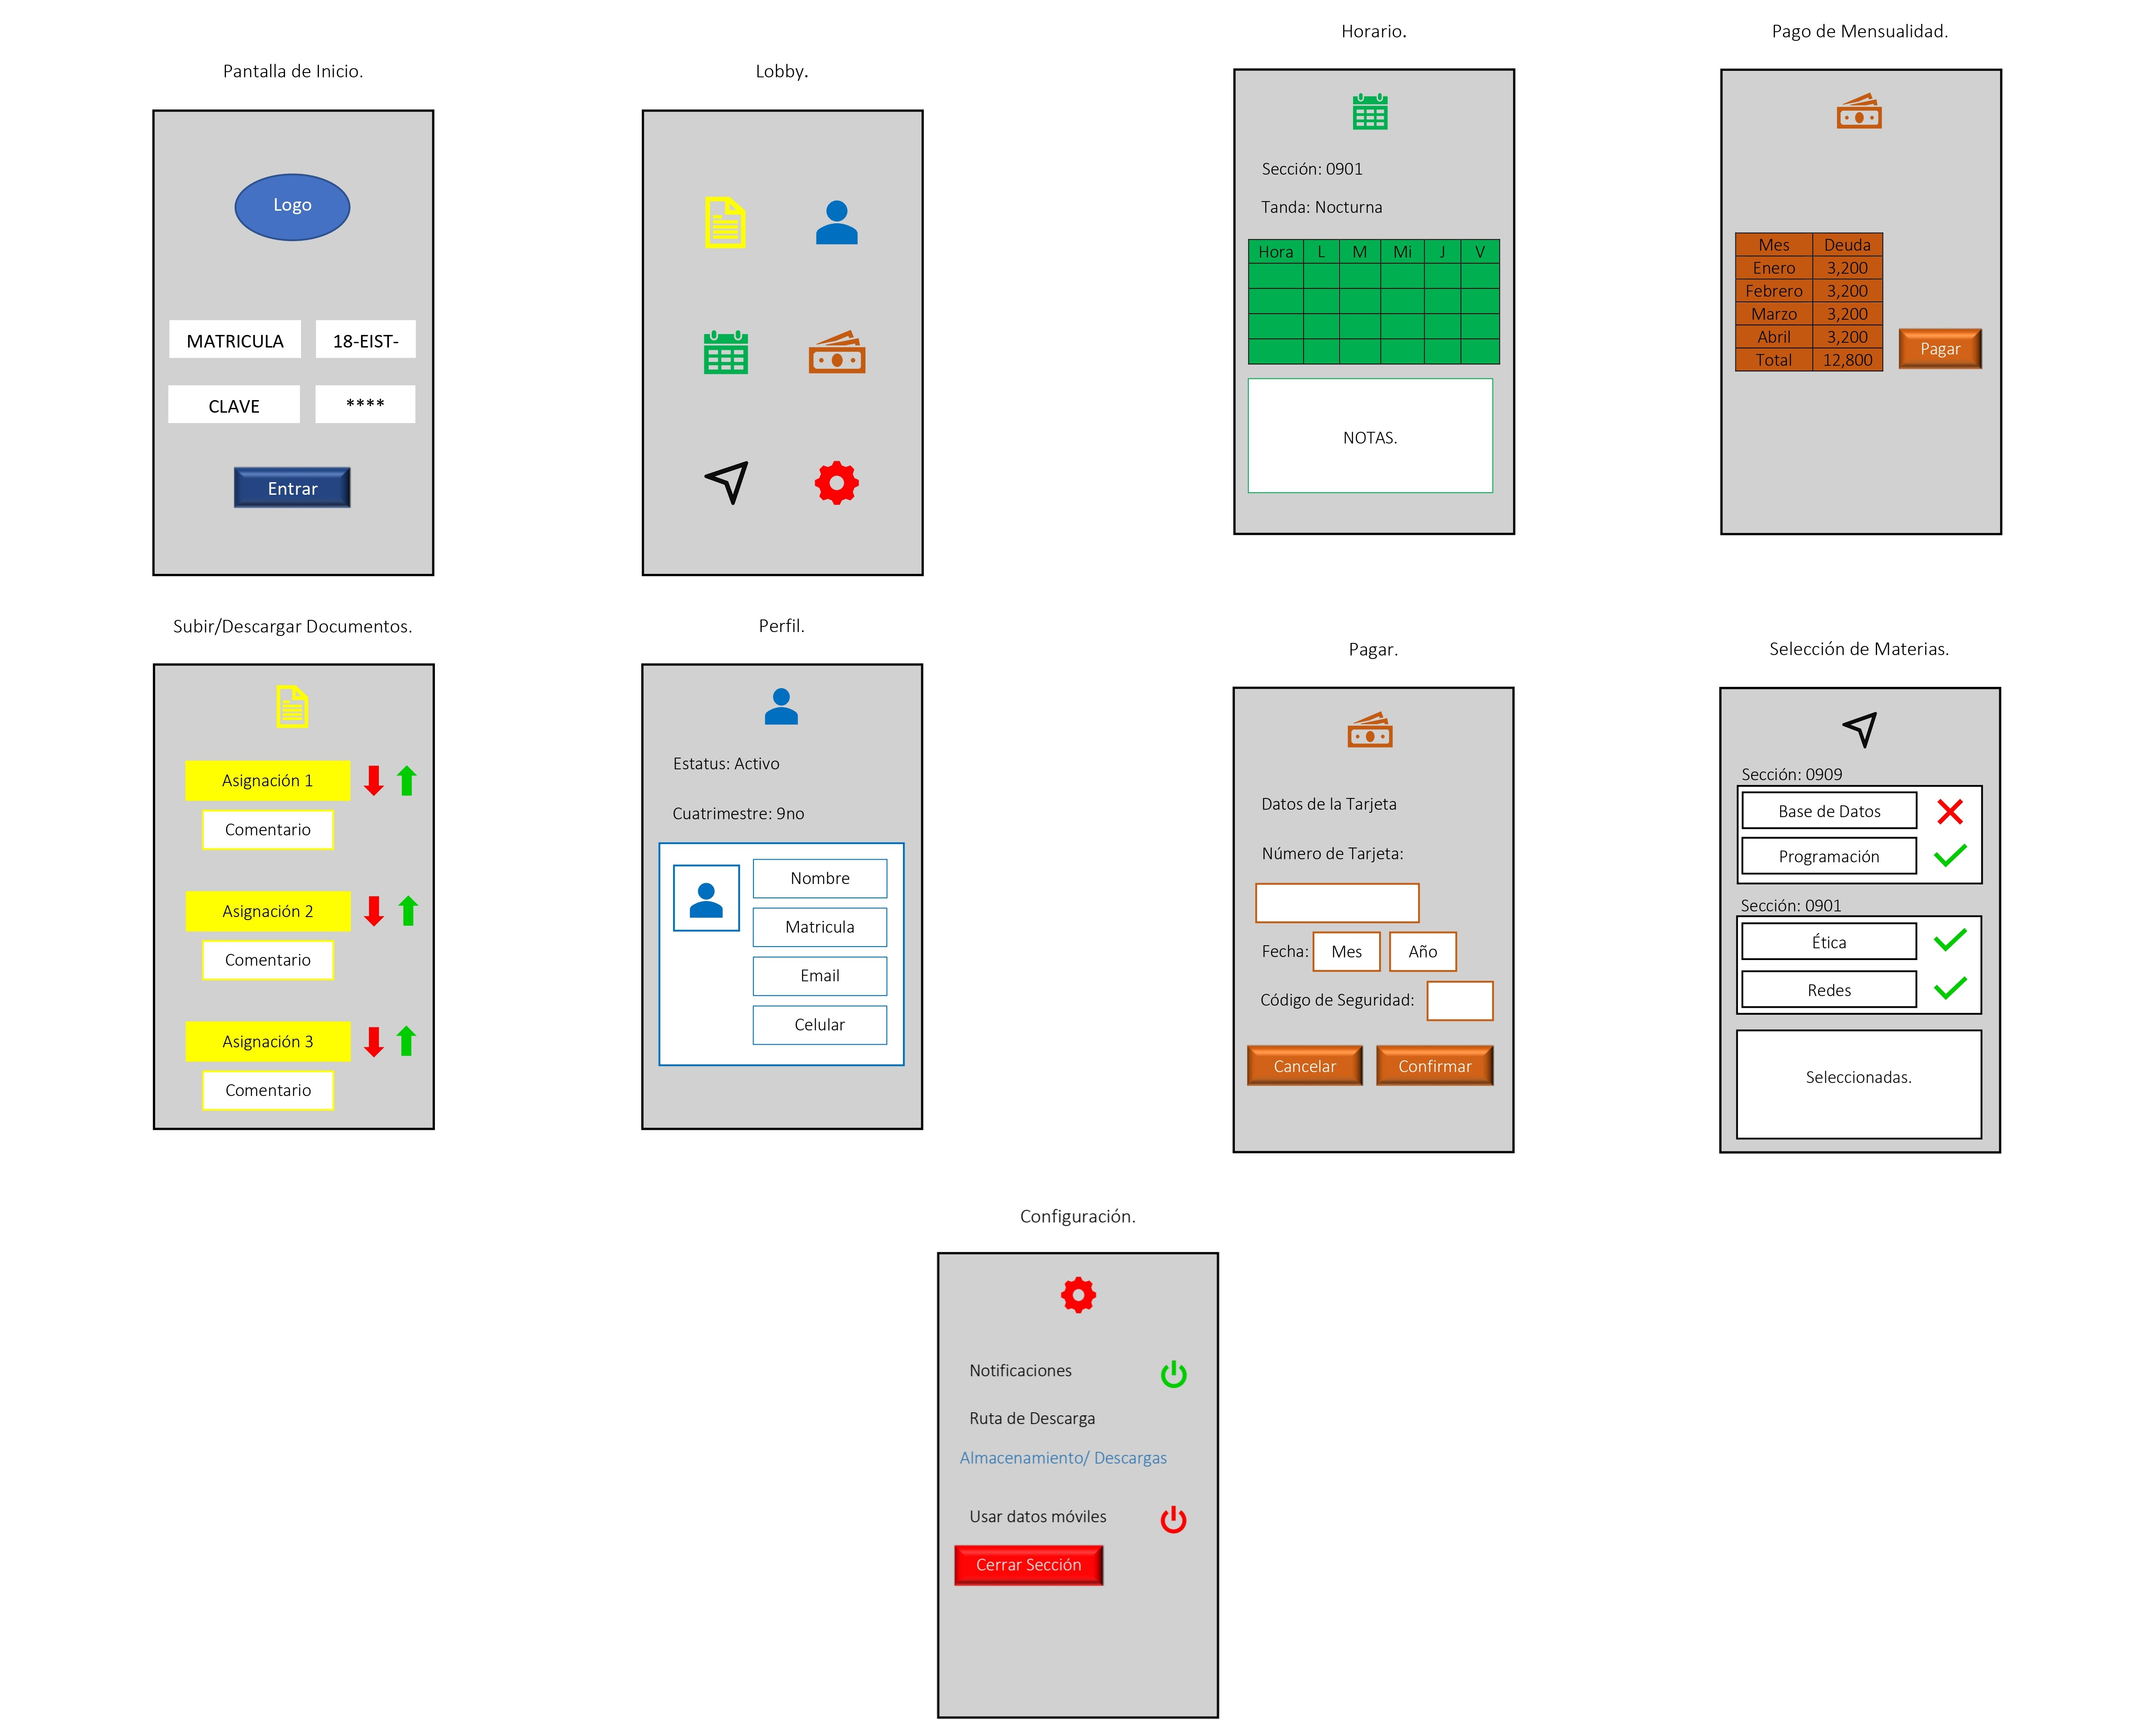 Pantalla de Inicio.
Logo
MATRICULA 18-EIST-
CLAVE ****
Entrar
Lobby.
Horario.
Sección: 0901
Tanda: Nocturna
Hora L M Mi J V
NOTAS.
Pago de Mensualidad.
Mes Deuda
Enero 3,200
Febrero 3,200
Marzo 3,200
Abril 3,200
Total 12,800
Pagar
Subir/Descargar Documentos.
Asignación 1
Comentario
Asignación 2
Comentario
Asignación 3
Comentario
Perfil.
Estatus: Activo
Cuatrimestre: 9no
Nombre
Matricula
Email
Celular
Pagar.
Datos de la Tarjeta
Número de Tarjeta:
Fecha: Mes Año
Código de Seguridad:
Cancelar Confirmar
Selección de Materias.
Sección: 0909
Base de Datos
Programación
Sección: 0901
Ética
Redes
Seleccionadas.
Configuración.
Notificaciones
Ruta de Descarga
Almacenamiento/ Descargas
Usar datos móviles
Cerrar Sección